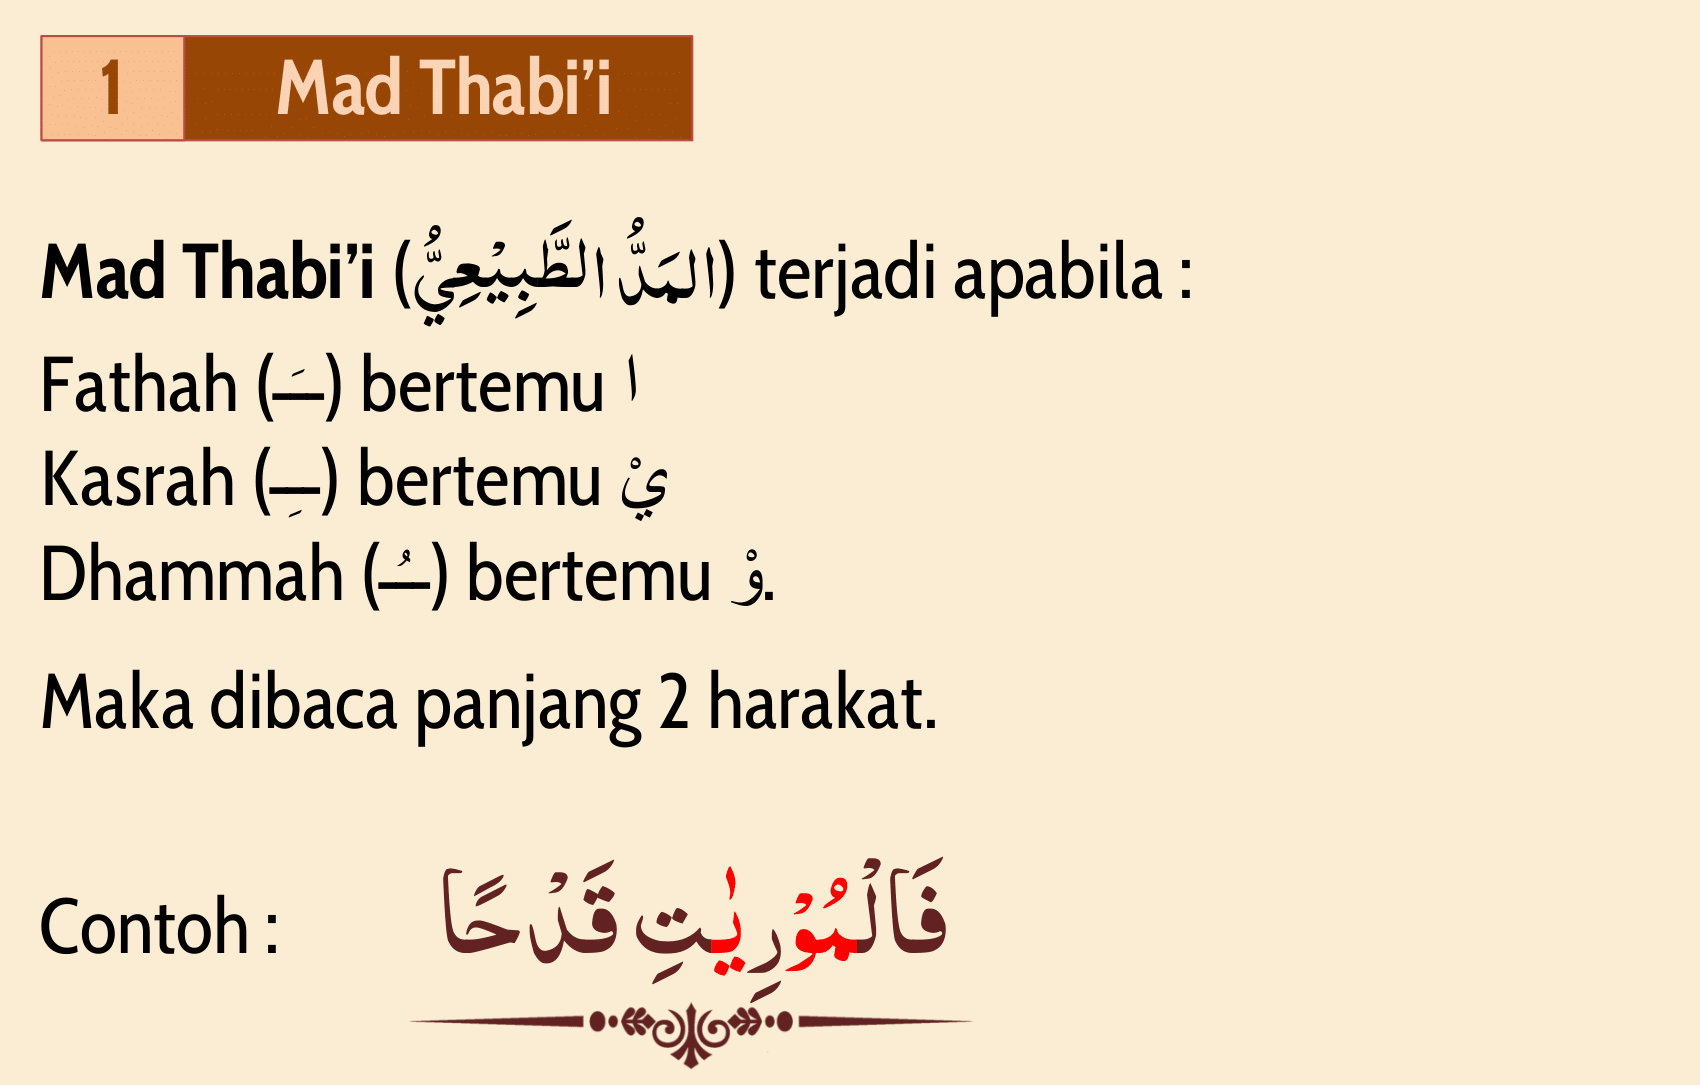 1 Mad Thabi’i
Mad Thabi’i (المَدُّ الطَّبِيْعِيُّ) terjadi apabila :
Fathah (ـَـ) bertemu ا
Kasrah (ـِـ) bertemu يْ
Dhammah (ـُـ) bertemu وْ.
Maka dibaca panjang 2 harakat.
Contoh : فَالْمُوْرِيٰتِ قَدْحًا